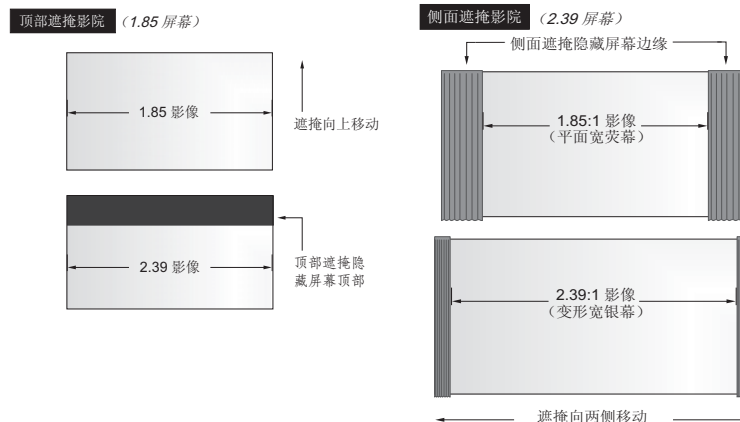 顶部遮掩影院 （1.85 屏幕）
1.85 影像
遮掩向上移动
2.39 影像
顶部遮掩隐
藏屏幕顶部
侧面遮掩影院 （2.39 屏幕）
侧面遮掩隐藏屏幕边缘
1.85:1 影像
（平面宽荧幕）
2.39:1 影像
（变形宽银幕）
遮掩向两侧移动